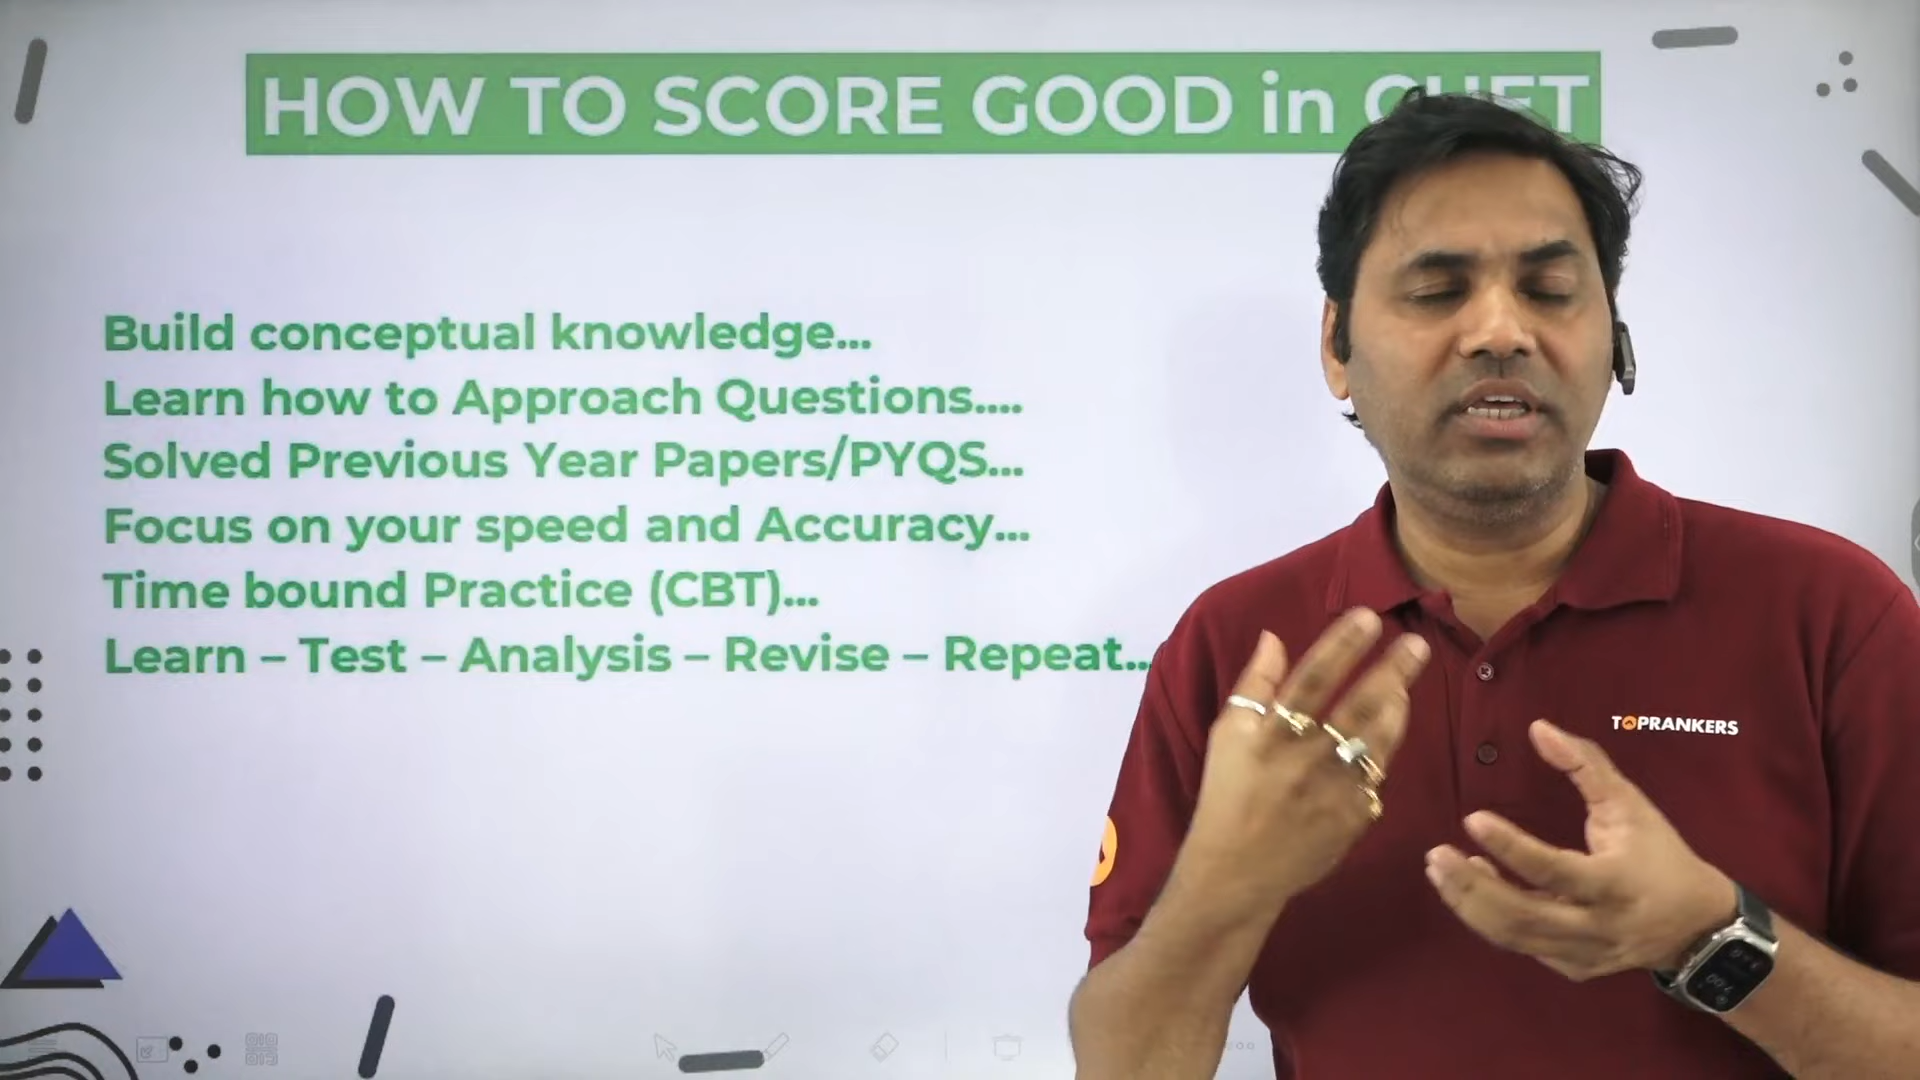 HOW TO SCORE GOOD in CUET
Build conceptual knowledge...
Learn how to Approach Questions....
Solved Previous Year Papers/PYQS...
Focus on your speed and Accuracy...
Time bound Practice (CBT)...
Learn – Test – Analysis – Revise – Repeat...
TOPRANKERS